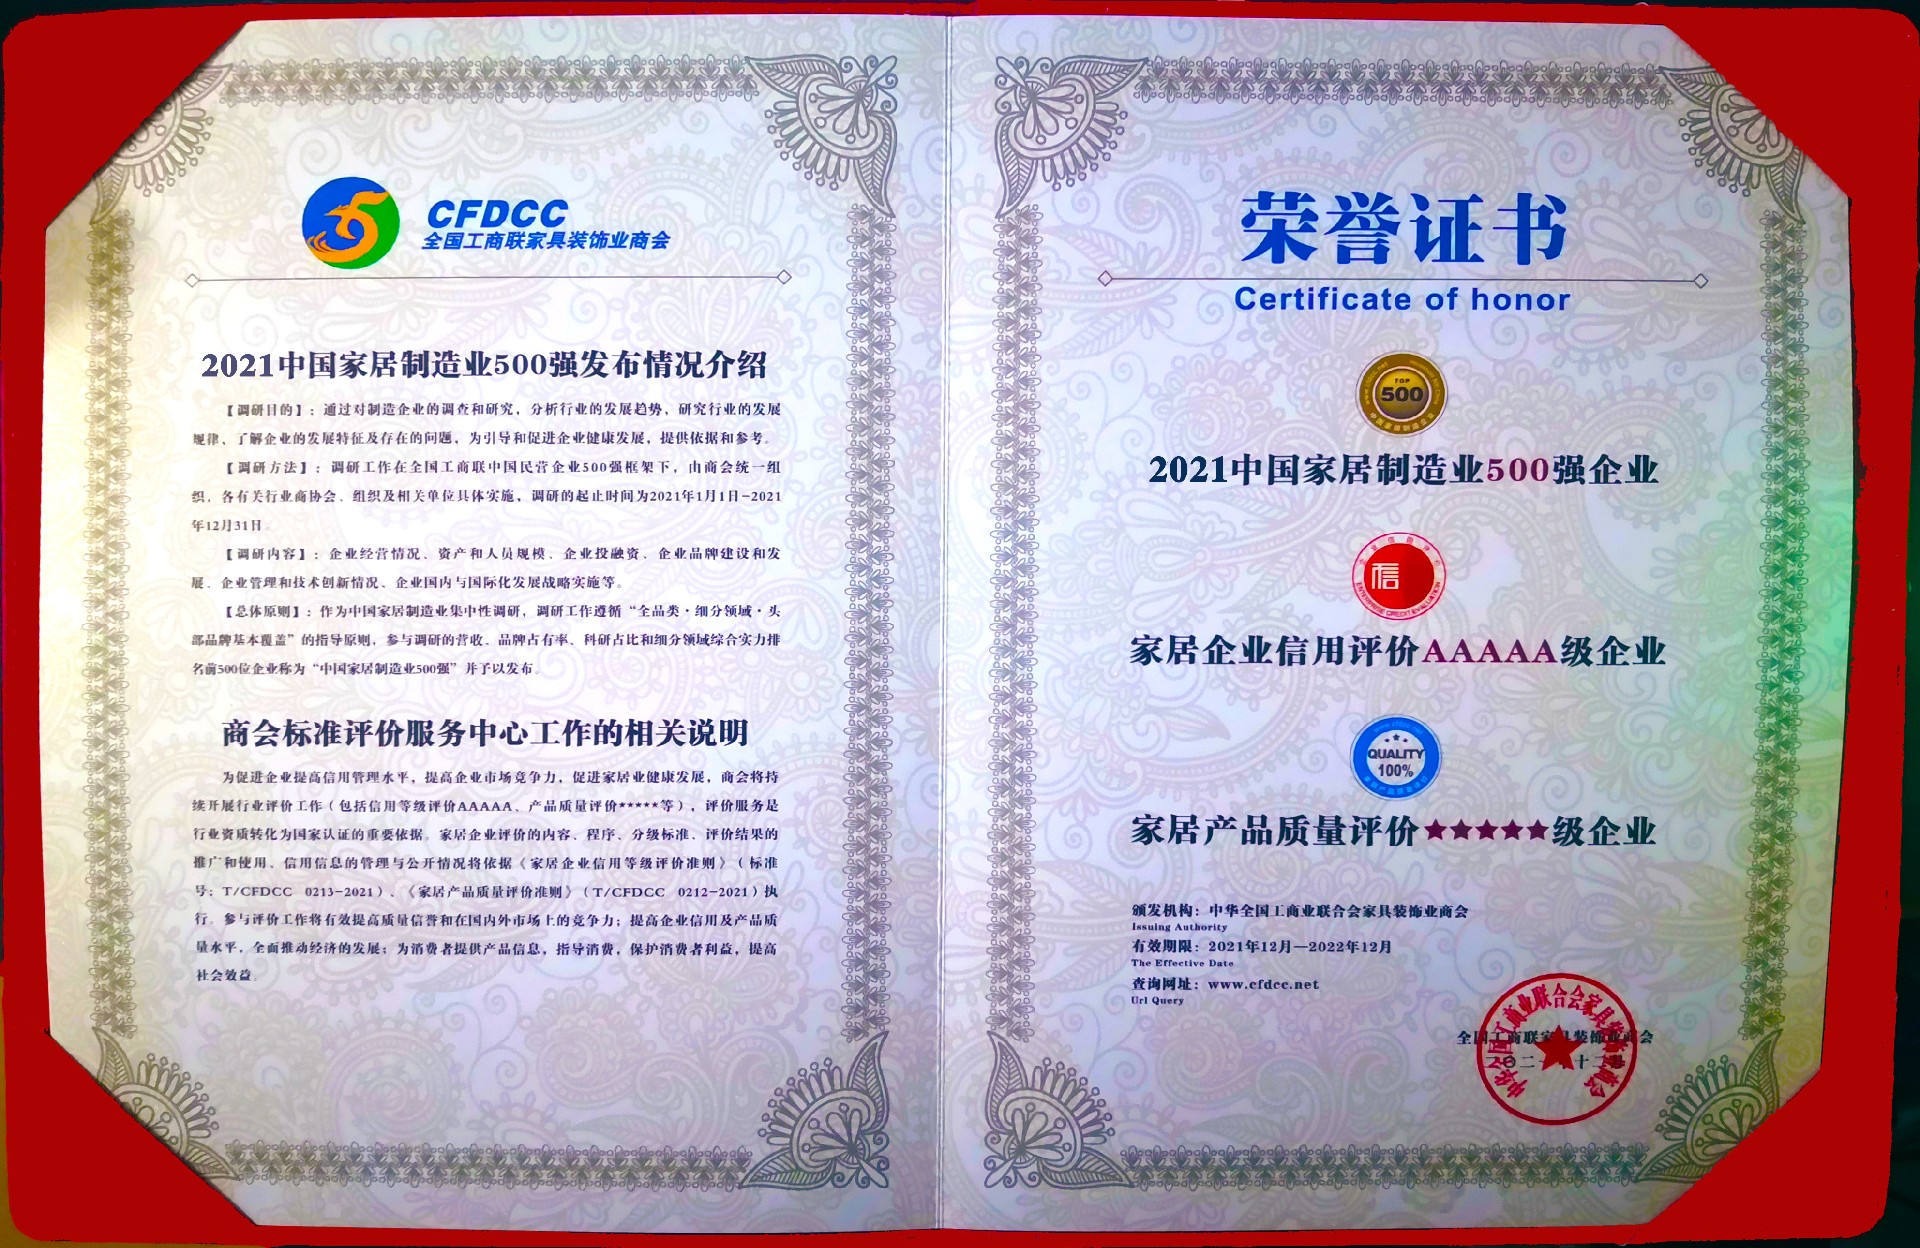 CFDCC
全国工商联家具装饰业商会
2021中国家居制造业500强发布情况介绍
【调研目的】：通过对制造企业的调查和研究，分析行业的发展趋势，研究行业的发展
规律，了解企业的发展特征及存在的问题，为引导和促进企业健康发展，提供依据和参考。
【调研方法】：调研工作在全国工商联中国民营企业500强框架下，由商会统一组
织，各有关行业商协会、组织及相关单位具体实施，调研的起止时间为2021年1月1日-2021
年12月31日。
【调研内容】：企业经营情况、资产和人员规模、企业投融资、企业品牌建设和发
展、企业管理和技术创新情况、企业国内与国际化发展战略实施等。
【总体原则】：作为中国家居制造业集中性调研，调研工作遵循“全品类·细分领域·头
部品牌基本覆盖”的指导原则，参与调研的营收、品牌占有率、科研占比和细分领域综合实力排
名前500位企业称为“中国家居制造业500强”并予以发布。
商会标准评价服务中心工作的相关说明
为促进企业提高信用管理水平，提高企业市场竞争力，促进家居业健康发展，商会将持
续开展行业评价工作（包括信用等级评价AAAAA、产品质量评价*****等），评价服务是
行业资质转化为国家认证的重要依据。家居企业评价的内容、程序、分级标准、评价结果的
推广和使用、信用信息的管理与公开情况将依据《家居企业信用等级评价准则》（标准
号：T/CFDCC 0213-2021）、《家居产品质量评价准则》（T/CFDCC 0212-2021）执
行。参与评价工作将有效提高质量信誉和在国内外市场上的竞争力；提高企业信用及产品质
量水平，全面推动经济的发展；为消费者提供产品信息，指导消费，保护消费者利益，提高
社会效益。
荣誉证书
Certificate of honor
TOP
500
2021中国家居制造业500强企业
信
ENTERPRISE CREDIT EVALUATION
家居企业信用评价AAAAA级企业
QUALITY
100%
家居产品质量评价★★★★★级企业
颁发机构：中华全国工商业联合会家具装饰业商会
Issuing Authority
有效期限：2021年12月—2022年12月
The Effective Date
查询网址：www.cfdcc.net
Url Query
全国工商联家具装饰业商会
中华全国工商业联合会家具装饰业商会